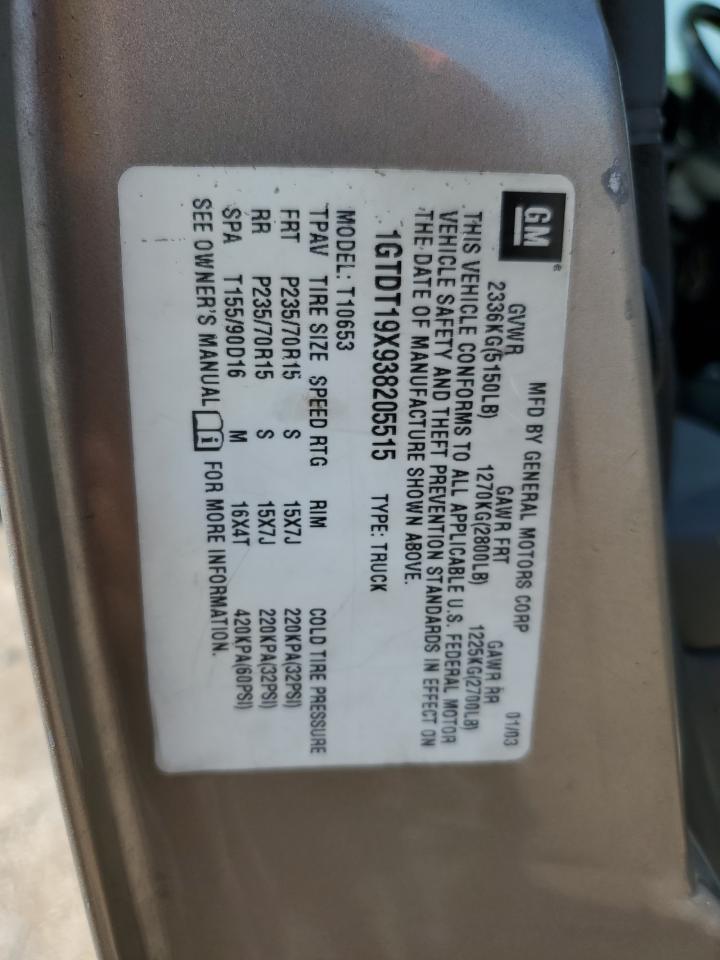 GM ®
MFD BY GENERAL MOTORS CORP 01/03
GVWR GAWR FRT GAWR RR
2336KG(5150LB) 1270KG(2800LB) 1225KG(2700LB)
THIS VEHICLE CONFORMS TO ALL APPLICABLE U.S. FEDERAL MOTOR
VEHICLE SAFETY AND THEFT PREVENTION STANDARDS IN EFFECT ON
THE DATE OF MANUFACTURE SHOWN ABOVE.
1GTDT19X938205515 TYPE: TRUCK
MODEL: T10653
TPAV TIRE SIZE SPEED RTG RIM COLD TIRE PRESSURE
FRT P235/70R15 S 15X7J 220KPA(32PSI)
RR P235/70R15 S 15X7J 220KPA(32PSI)
SPA T155/90D16 M 16X4T 420KPA(60PSI)
SEE OWNER'S MANUAL i FOR MORE INFORMATION.